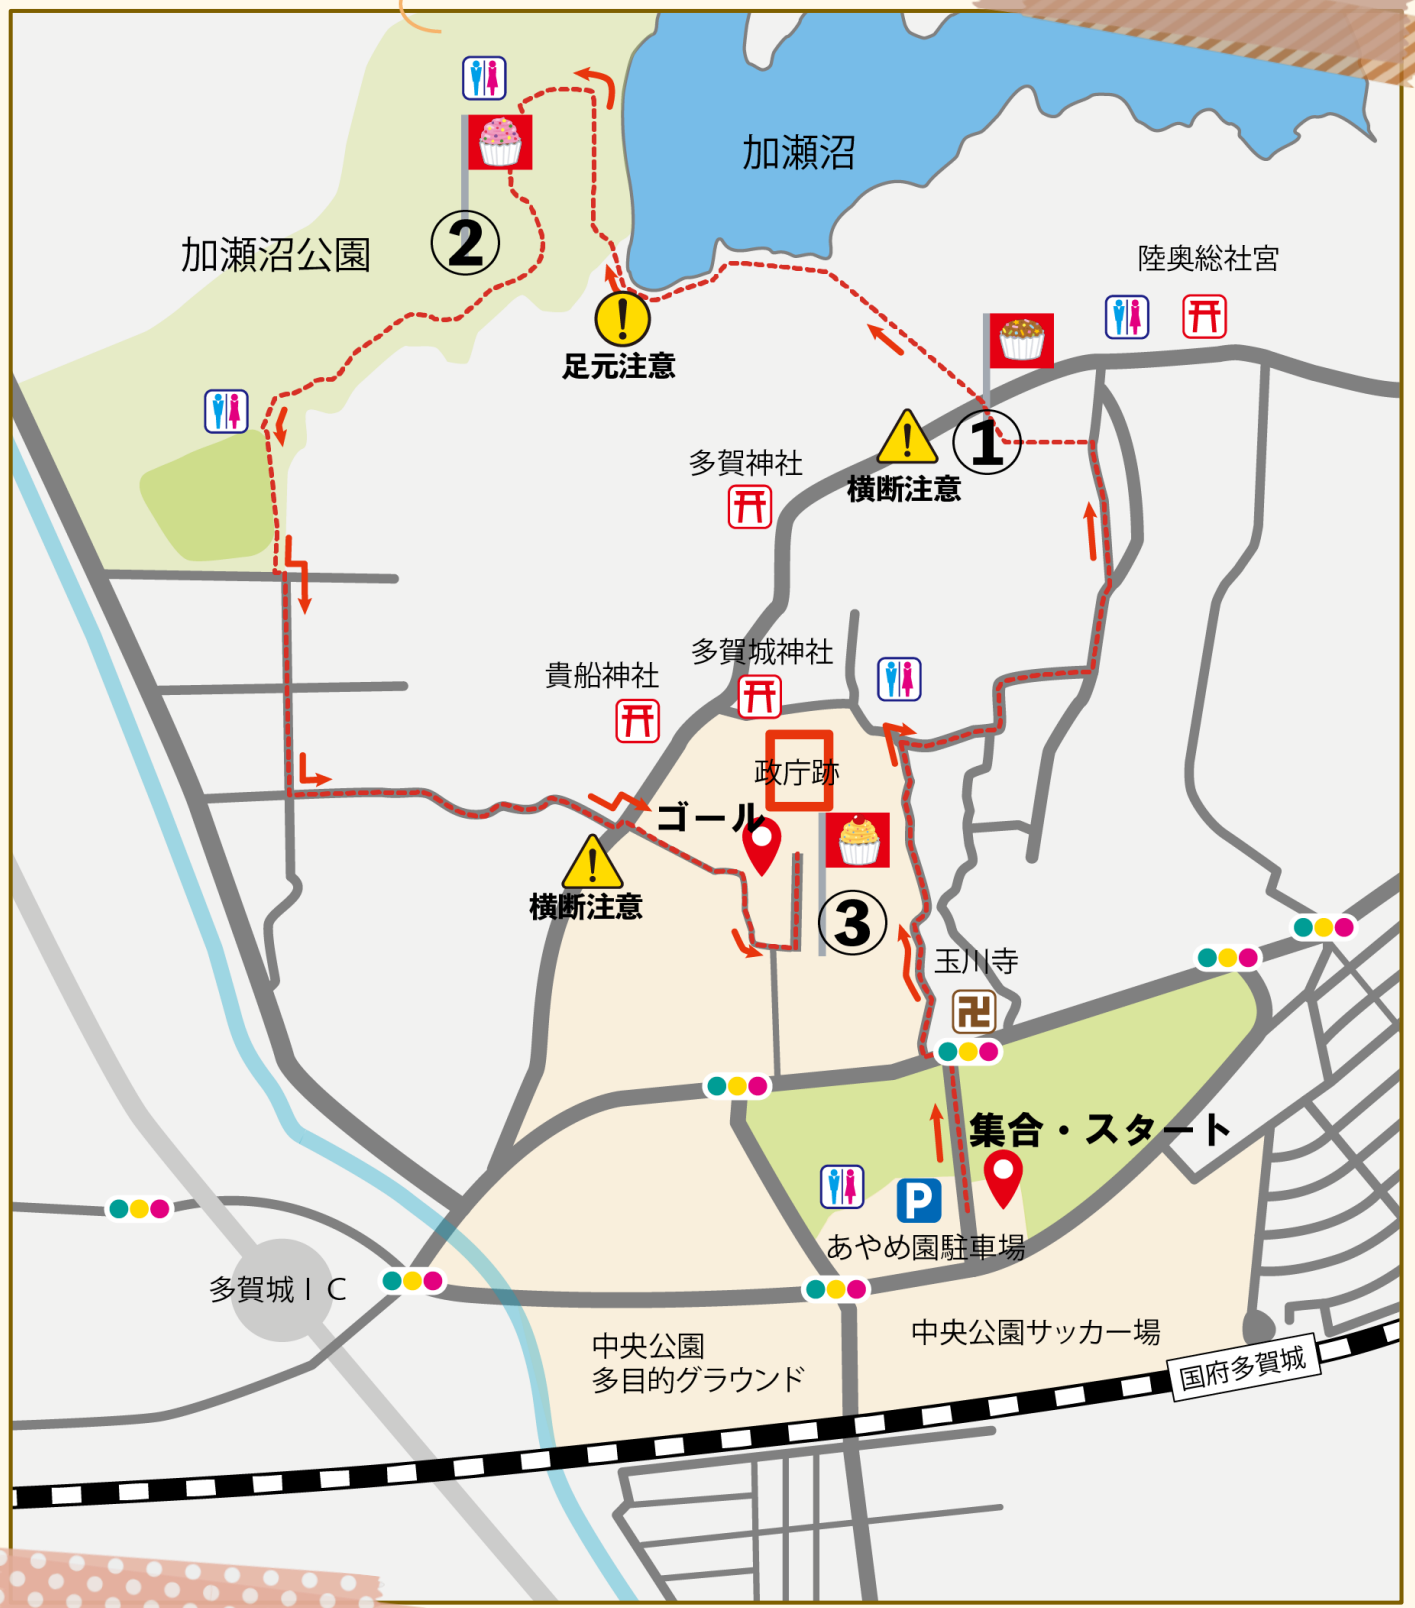 加瀬沼
加瀬沼公園
②
陸奥総社宮
足元注意
①
多賀神社
横断注意
多賀城神社
貴船神社
政庁跡
ゴール
横断注意
③
玉川寺
卍
集合・スタート
P
あやめ園駐車場
多賀城ＩＣ
中央公園サッカー場
中央公園
多目的グラウンド
国府多賀城